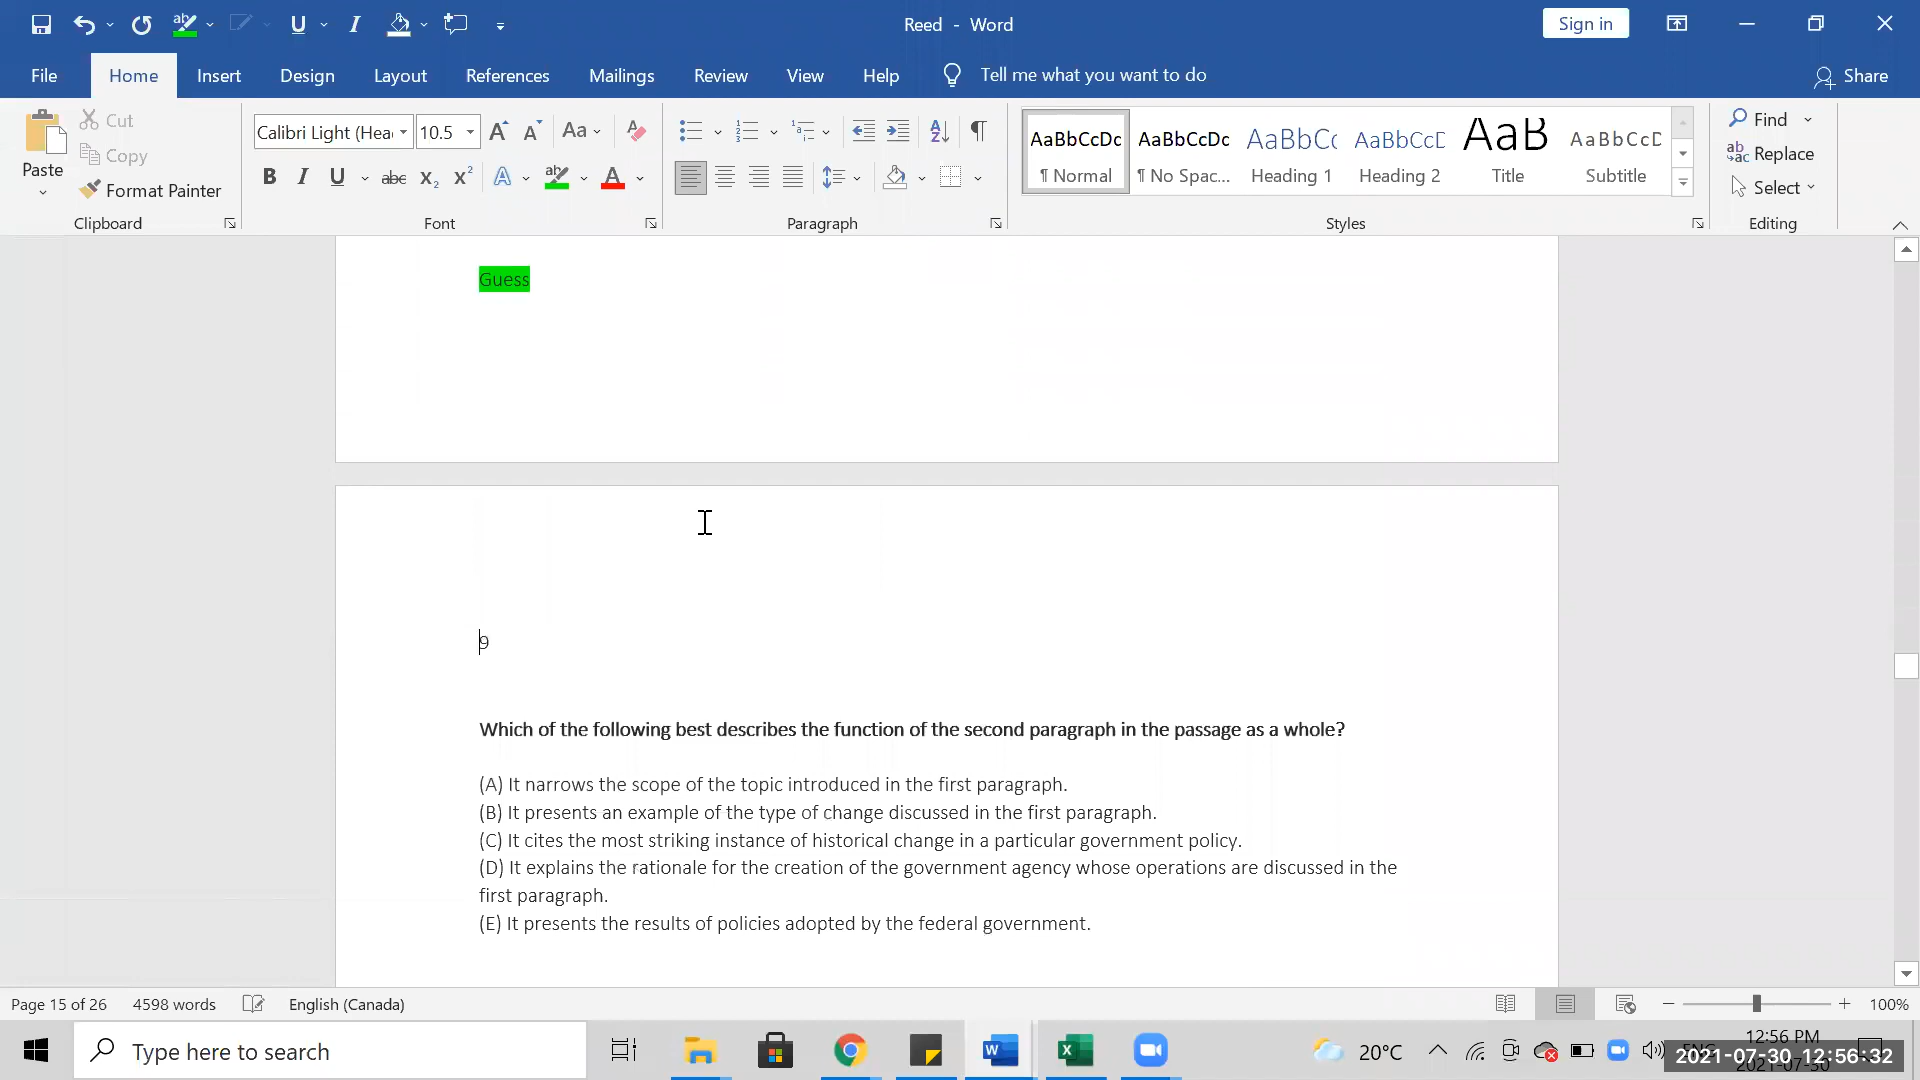 Reed - Word
Sign in
File Home Insert Design Layout References Mailings Review View Help Tell me what you want to do Share
Paste
Cut
Copy
Format Painter
Clipboard
Calibri Light (Hea 10.5
Font
Paragraph
AaBbCcDc AaBbCcDc AaBbCc AaBbCcD AaB AaBbCcD
¶ Normal ¶ No Spac... Heading 1 Heading 2 Title Subtitle
Styles
Find
Replace
Select
Editing
Guess
9
Which of the following best describes the function of the second paragraph in the passage as a whole?
(A) It narrows the scope of the topic introduced in the first paragraph.
(B) It presents an example of the type of change discussed in the first paragraph.
(C) It cites the most striking instance of historical change in a particular government policy.
(D) It explains the rationale for the creation of the government agency whose operations are discussed in the
first paragraph.
(E) It presents the results of policies adopted by the federal government.
Page 15 of 26 4598 words English (Canada) 100%
Type here to search
20°C
12:56 PM
2021-07-30 12:56:32